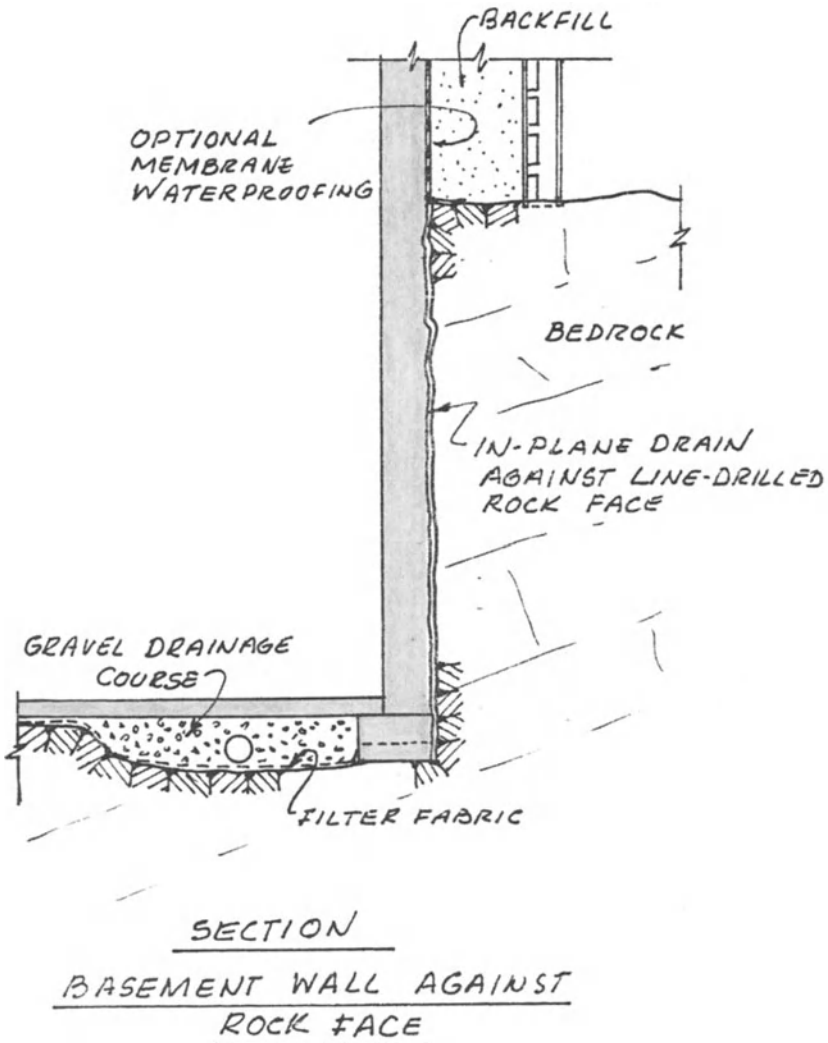 BACKFILL
OPTIONAL
MEMBRANE
WATERPROOFING
BEDROCK
IN-PLANE DRAIN
AGAINST LINE-DRILLED
ROCK FACE
GRAVEL DRAINAGE
COURSE
FILTER FABRIC
SECTION
BASEMENT WALL AGAINST
ROCK FACE